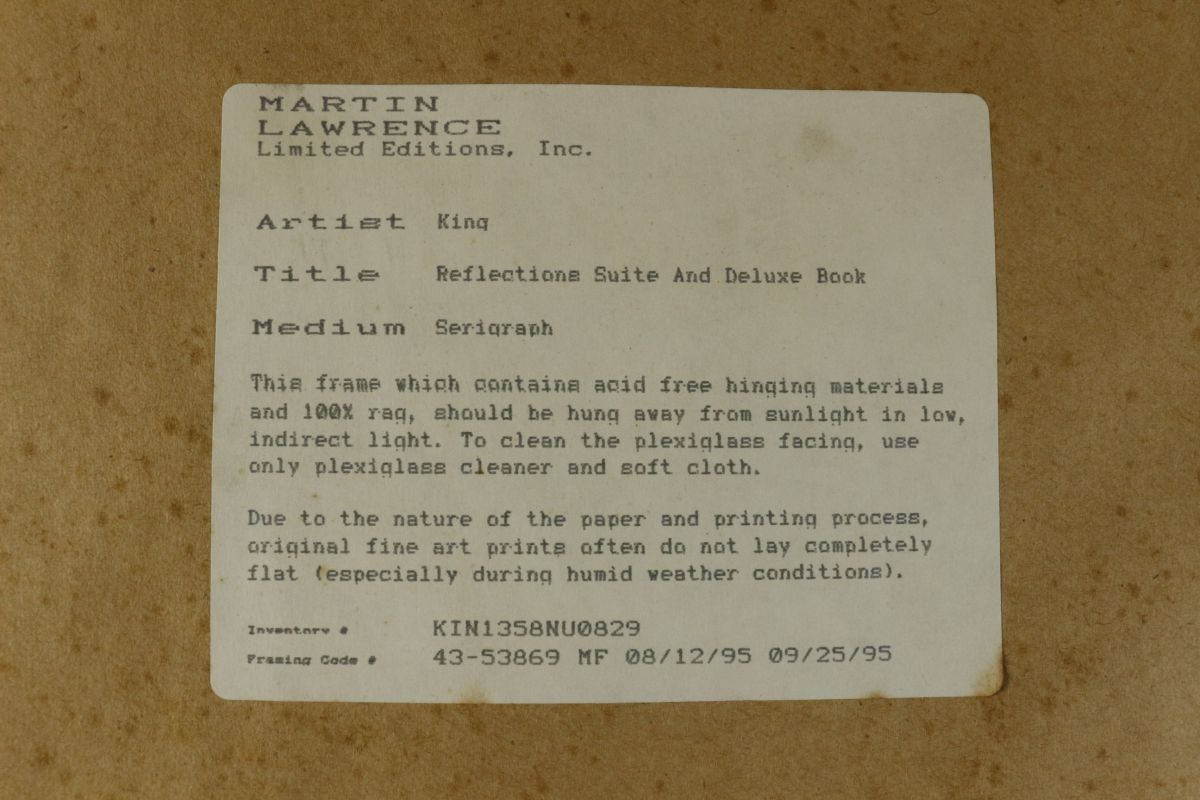 MARTIN
LAWRENCE
Limited Editions, Inc.
Artist King
Title Reflections Suite And Deluxe Book
Medium Serigraph
This frame which contains acid free hinging materials
and 100% rag, should be hung away from sunlight in low,
indirect light. To clean the plexiglass facing, use
only plexiglass cleaner and soft cloth.
Due to the nature of the paper and printing process,
original fine art prints often do not lay completely
flat (especially during humid weather conditions).
Inventory # KIN1358NU0829
Framing Code # 43-53869 MF 08/12/95 09/25/95